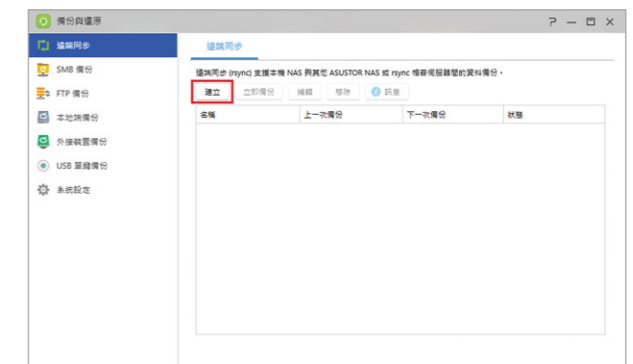 備份與還原
遠端同步
SMB 備份
FTP 備份
本地端備份
外接裝置備份
USB 單鍵備份
系統設定
遠端同步
遠端同步 (rsync) 支援本機 NAS 與其他 ASUSTOR NAS 或 rsync 相容伺服器間的資料備份。
建立 立即備份 編輯 移除 訊息
名稱 上一次備份 下一次備份 狀態